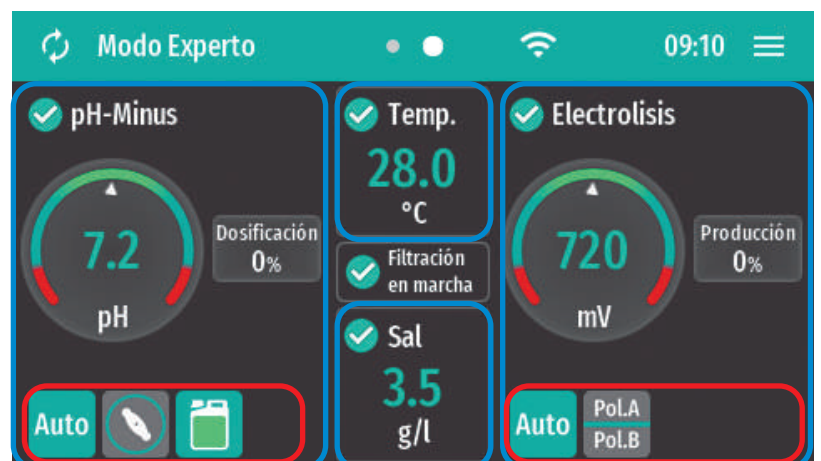 Modo Experto
09:10
pH-Minus
7.2
pH
Dosificación
0%
Auto
Temp.
28.0
°C
Filtración
en marcha
Sal
3.5
g/l
Electrolisis
720
mV
Producción
0%
Auto
Pol.A
Pol.B